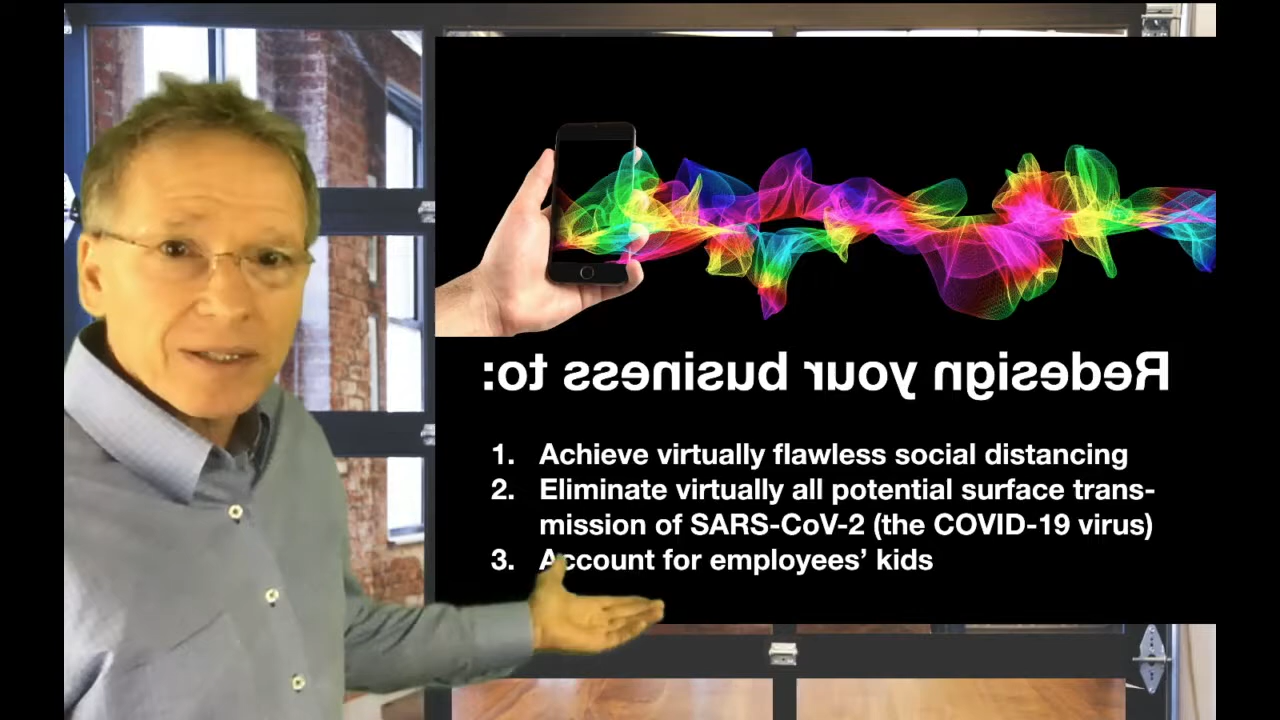 Redesign your business to:
1. Achieve virtually flawless social distancing
2. Eliminate virtually all potential surface trans-
mission of SARS-CoV-2 (the COVID-19 virus)
3. Account for employees’ kids